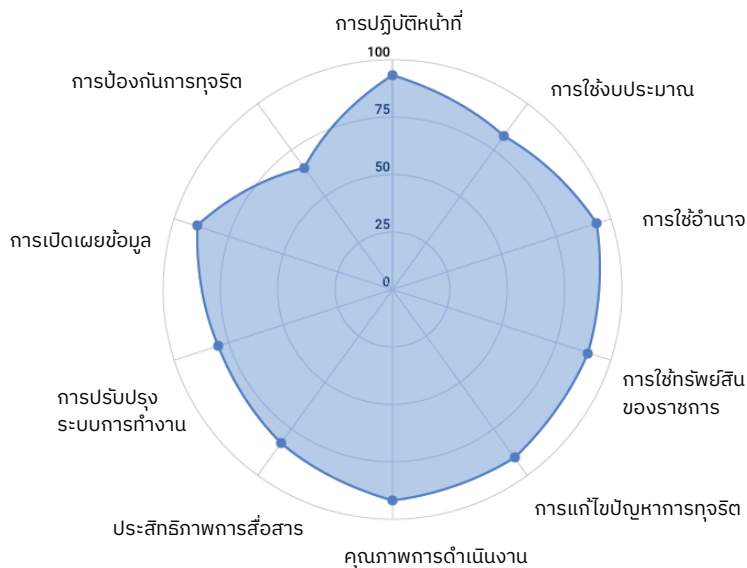 การปฏิบัติหน้าที่
100
การป้องกันการทุจริต
การใช้งบประมาณ
75
50
การใช้อำนาจ
25
การเปิดเผยข้อมูล
0
การใช้ทรัพย์สิน
ของราชการ
การปรับปรุง
ระบบการทำงาน
การแก้ไขปัญหาการทุจริต
ประสิทธิภาพการสื่อสาร
คุณภาพการดำเนินงาน